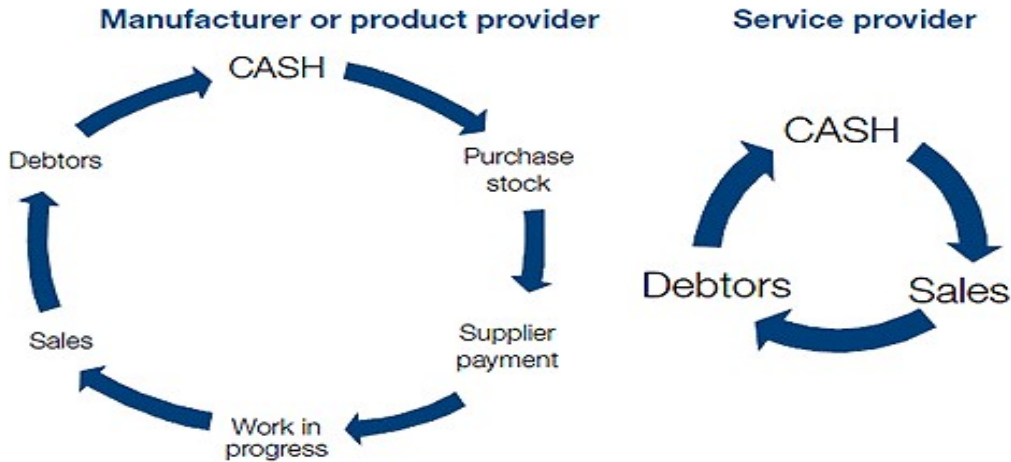 Manufacturer or product provider
CASH
Purchase
stock
Supplier
payment
Work in
progress
Sales
Debtors
Service provider
CASH
Sales
Debtors